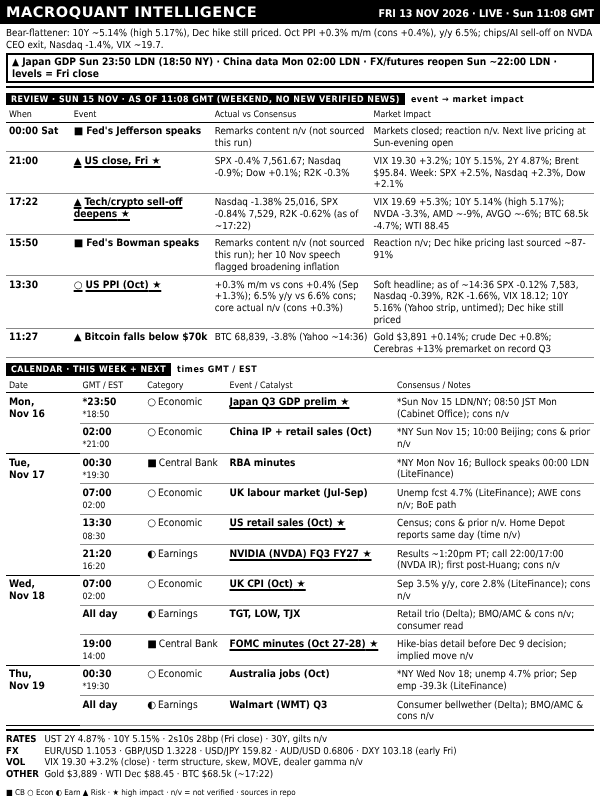 MACROQUANT INTELLIGENCE
FRI 13 NOV 2026 · LIVE · Sun 11:08 GMT
Bear-flattener: 10Y ~5.14% (high 5.17%), Dec hike still priced. Oct PPI +0.3% m/m (cons +0.4%), y/y 6.5%; chips/AI sell-off on NVDA
CEO exit, Nasdaq -1.4%, VIX ~19.7.
▲ Japan GDP Sun 23:50 LDN (18:50 NY) · China data Mon 02:00 LDN · FX/futures reopen Sun ~22:00 LDN ·
levels = Fri close
REVIEW · SUN 15 NOV · AS OF 11:08 GMT (WEEKEND, NO NEW VERIFIED NEWS) event → market impact
When Event Actual vs Consensus Market Impact
00:00 Sat ■ Fed's Jefferson speaks Remarks content n/v (not sourced Markets closed; reaction n/v. Next live pricing at
this run) Sun-evening open
21:00 ▲ US close, Fri ★ SPX -0.4% 7,561.67; Nasdaq VIX 19.30 +3.2%; 10Y 5.15%, 2Y 4.87%; Brent
-0.9%; Dow +0.1%; R2K -0.3% $95.84. Week: SPX +2.5%, Nasdaq +2.3%, Dow
+2.1%
17:22 ▲ Tech/crypto sell-off Nasdaq -1.38% 25,016, SPX VIX 19.69 +5.3%; 10Y 5.14% (high 5.17%);
deepens ★ -0.84% 7,529, R2K -0.62% (as of NVDA -3.3%, AMD ~-9%, AVGO ~-6%; BTC 68.5k
~17:22) -4.7%; WTI 88.45
15:50 ■ Fed's Bowman speaks Remarks content n/v (not sourced Reaction n/v; Dec hike pricing last sourced ~87-
this run); her 10 Nov speech 91%
flagged broadening inflation
13:30 ○ US PPI (Oct) ★ +0.3% m/m vs cons +0.4% (Sep Soft headline; as of ~14:36 SPX -0.12% 7,583,
+1.3%); 6.5% y/y vs 6.6% cons; Nasdaq -0.39%, R2K -1.66%, VIX 18.12; 10Y
core actual n/v (cons +0.3%) 5.16% (Yahoo strip, untimed); Dec hike still
priced
11:27 ▲ Bitcoin falls below $70k BTC 68,839, -3.8% (Yahoo ~14:36) Gold $3,891 +0.14%; crude Dec +0.8%;
Cerebras +13% premarket on record Q3
CALENDAR · THIS WEEK + NEXT times GMT / EST
Date GMT / EST Category Event / Catalyst Consensus / Notes
Mon, *23:50 ○ Economic Japan Q3 GDP prelim ★ *Sun Nov 15 LDN/NY; 08:50 JST Mon
Nov 16 *18:50 (Cabinet Office); cons n/v
02:00 ○ Economic China IP + retail sales (Oct) *NY Sun Nov 15; 10:00 Beijing; cons & prior
*21:00 n/v
Tue, 00:30 ■ Central Bank RBA minutes *NY Mon Nov 16; Bullock speaks 00:00 LDN
Nov 17 *19:30 (LiteFinance)
07:00 ○ Economic UK labour market (Jul-Sep) Unemp fcst 4.7% (LiteFinance); AWE cons
02:00 n/v; BoE path
13:30 ○ Economic US retail sales (Oct) ★ Census; cons & prior n/v. Home Depot
08:30 reports same day (time n/v)
21:20 ◐ Earnings NVIDIA (NVDA) FQ3 FY27 ★ Results ~1:20pm PT; call 22:00/17:00
16:20 (NVDA IR); first post-Huang; cons n/v
Wed, 07:00 ○ Economic UK CPI (Oct) ★ Sep 3.5% y/y, core 2.8% (LiteFinance); cons
Nov 18 02:00 n/v
All day ◐ Earnings TGT, LOW, TJX Retail trio (Delta); BMO/AMC & cons n/v;
consumer read
19:00 ■ Central Bank FOMC minutes (Oct 27-28) ★ Hike-bias detail before Dec 9 decision;
14:00 implied move n/v
Thu, 00:30 ○ Economic Australia jobs (Oct) *NY Wed Nov 18; unemp 4.7% prior; Sep
Nov 19 *19:30 emp -39.3k (LiteFinance)
All day ◐ Earnings Walmart (WMT) Q3 Consumer bellwether (Delta); BMO/AMC &
cons n/v
RATES UST 2Y 4.87% · 10Y 5.15% · 2s10s 28bp (Fri close) · 30Y, gilts n/v
FX EUR/USD 1.1053 · GBP/USD 1.3228 · USD/JPY 159.82 · AUD/USD 0.6806 · DXY 103.18 (early Fri)
VOL VIX 19.30 +3.2% (close) · term structure, skew, MOVE, dealer gamma n/v
OTHER Gold $3,889 · WTI Dec $88.45 · BTC $68.5k (~17:22)
■ CB ○ Econ ◐ Earn ▲ Risk · ★ high impact · n/v = not verified · sources in repo